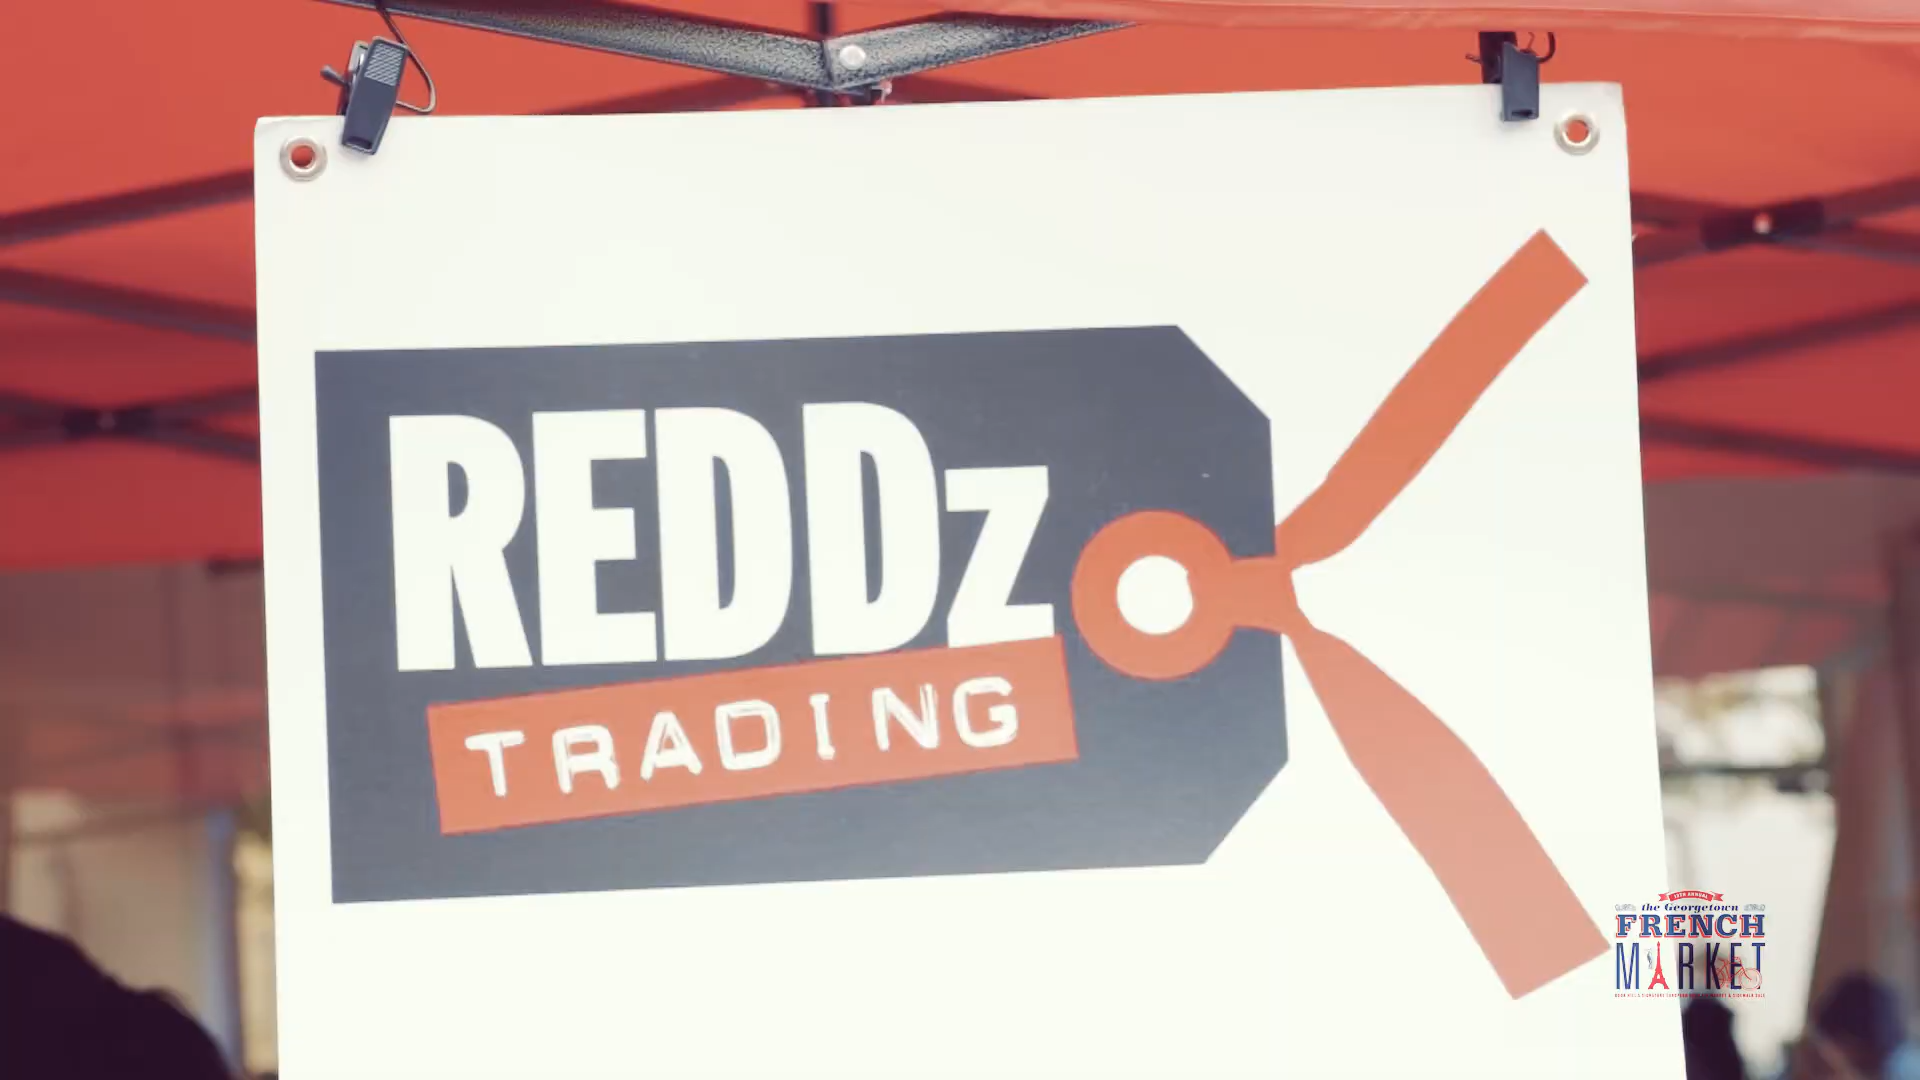 REDDz
TRADING
the Georgetown
FRENCH
MARKET